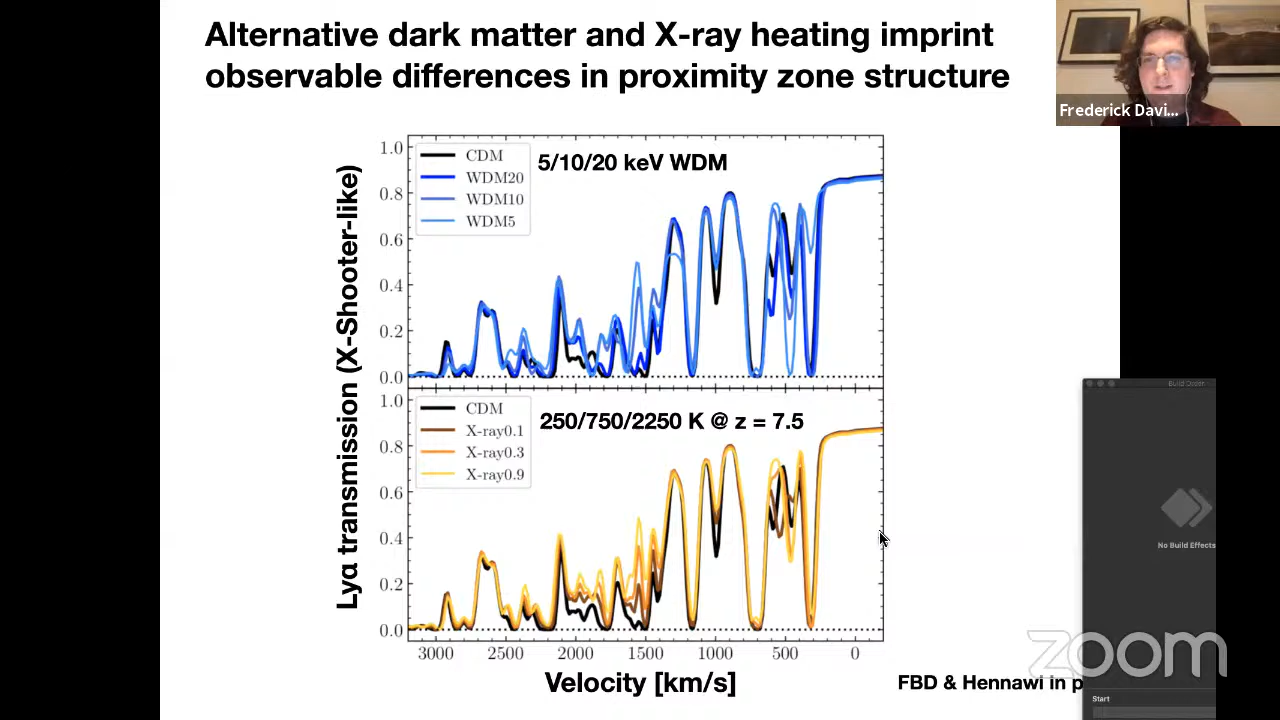 Alternative dark matter and X-ray heating imprint
observable differences in proximity zone structure
Frederick Davi...
Lyα transmission (X-Shooter-like)
1.0
0.8
0.6
0.4
0.2
0.0
CDM
WDM20
WDM10
WDM5
5/10/20 keV WDM
1.0
0.8
0.6
0.4
0.2
0.0
CDM
X-ray0.1
X-ray0.3
X-ray0.9
250/750/2250 K @ z = 7.5
3000 2500 2000 1500 1000 500 0
Velocity [km/s]
FBD & Hennawi in p
Build Order
No Build Effects
zoom
Start